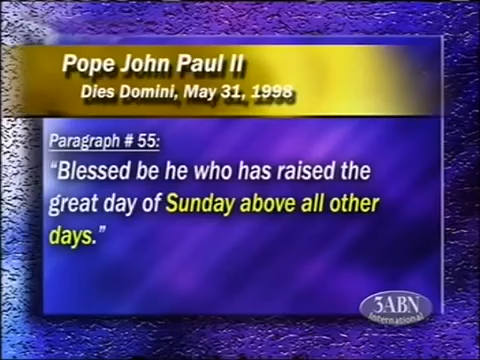 Pope John Paul II
Dies Domini, May 31, 1998
Paragraph # 55:
“Blessed be he who has raised the
great day of Sunday above all other
days.”
3ABN
International